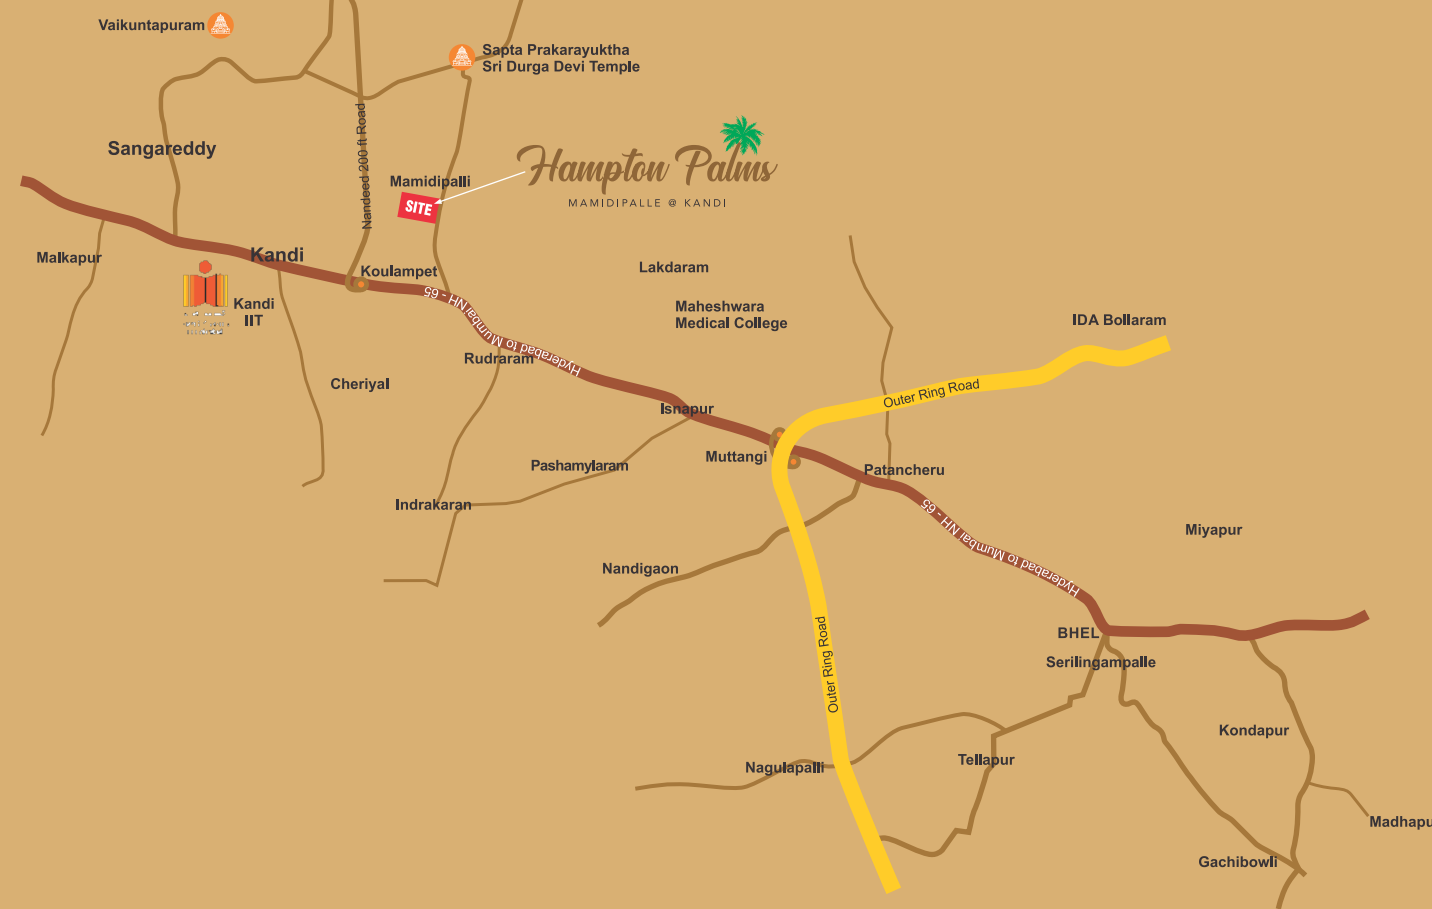 Vaikuntapuram
Sapta Prakarayuktha
Sri Durga Devi Temple
Nandeed 200 ft Road
Sangareddy
Hampton Palms
MAMIDIPALLE @ KANDI
Mamidipalli
SITE
Malkapur
Kandi
Koulampet
Lakdaram
Kandi
IIT
Maheshwara
Medical College
Hyderabad to Mumbai NH - 65
IDA Bollaram
Rudraram
Cheriyal
Outer Ring Road
Isnapur
Muttangi
Pashamylaram
Patancheru
Indrakaran
Hyderabad to Mumbai NH - 65
Miyapur
Nandigaon
BHEL
Outer Ring Road
Serilingampalle
Kondapur
Tellapur
Nagulapalli
Madhapu
Gachibowli